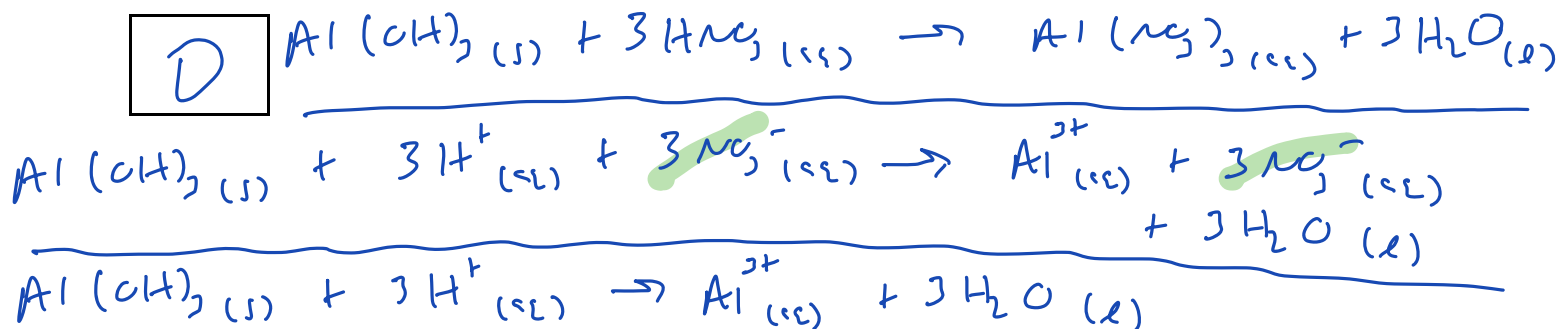 D Al(OH)₃ (s) + 3HNO₃ (aq) → Al(NO₃)₃ (aq) + 3H₂O (l)
Al(OH)₃ (s) + 3H⁺ (aq) + 3NO₃⁻ (aq) → Al³⁺ (aq) + 3NO₃⁻ (aq)
+ 3H₂O (l)
Al(OH)₃ (s) + 3H⁺ (aq) → Al³⁺ (aq) + 3H₂O (l)